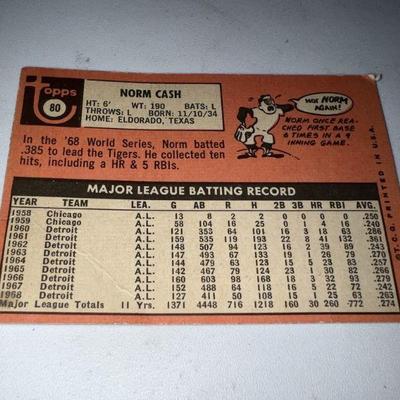 Topps
80
NORM CASH
HT: 6' WT: 190 BATS: L
THROWS: L BORN: 11/10/34
HOME: ELDORADO, TEXAS
In the '68 World Series, Norm batted
.385 to lead the Tigers. He collected ten
hits, including a HR & 5 RBIs.
NOT NORM
AGAIN!
NORM ONCE REA-
CHED FIRST BASE
6 TIMES IN A 9
INNING GAME.
MAJOR LEAGUE BATTING RECORD
YEAR TEAM LEA. G AB R H 2B 3B HR RBI AVG.
1958 Chicago A.L. 13 8 2 2 0 0 0 0 .250
1959 Chicago A.L. 58 104 16 25 0 1 4 16 .240
1960 Detroit A.L. 121 353 64 101 16 3 18 63 .286
1961 Detroit A.L. 159 535 119 193 22 8 41 132 .361
1962 Detroit A.L. 148 507 94 123 16 2 39 89 .243
1963 Detroit A.L. 147 493 67 133 19 1 26 79 .270
1964 Detroit A.L. 144 479 63 123 15 5 23 83 .257
1965 Detroit A.L. 142 467 79 124 23 1 30 82 .266
1966 Detroit A.L. 160 603 98 168 18 3 32 93 .279
1967 Detroit A.L. 152 488 64 118 16 5 22 72 .242
1968 Detroit A.L. 127 411 50 108 15 1 25 63 .263
Major League Totals 11 Yrs. 1371 4448 716 1218 160 30 260 772 .274
©T.C.G. PRINTED IN U.S.A.